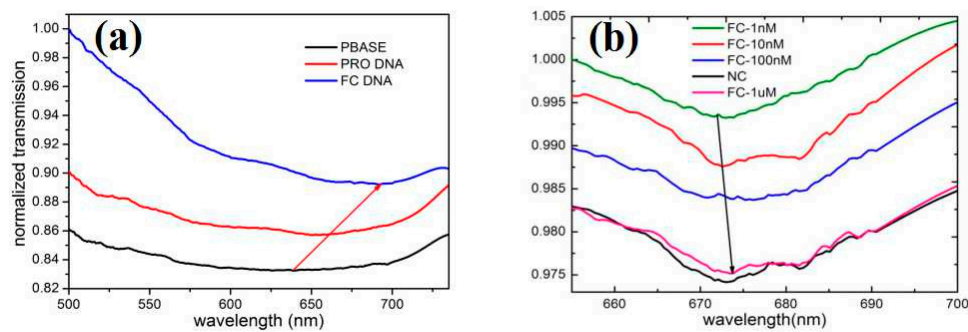 (a)
PBASE
PRO DNA
FC DNA
normalized transmission
1.00
0.98
0.96
0.94
0.92
0.90
0.88
0.86
0.84
0.82
500
550
600
650
700
wavelength (nm)
(b)
FC-1nM
FC-10nM
FC-100nM
NC
FC-1uM
1.005
1.000
0.995
0.990
0.985
0.980
0.975
660
670
680
690
700
wavelength(nm)